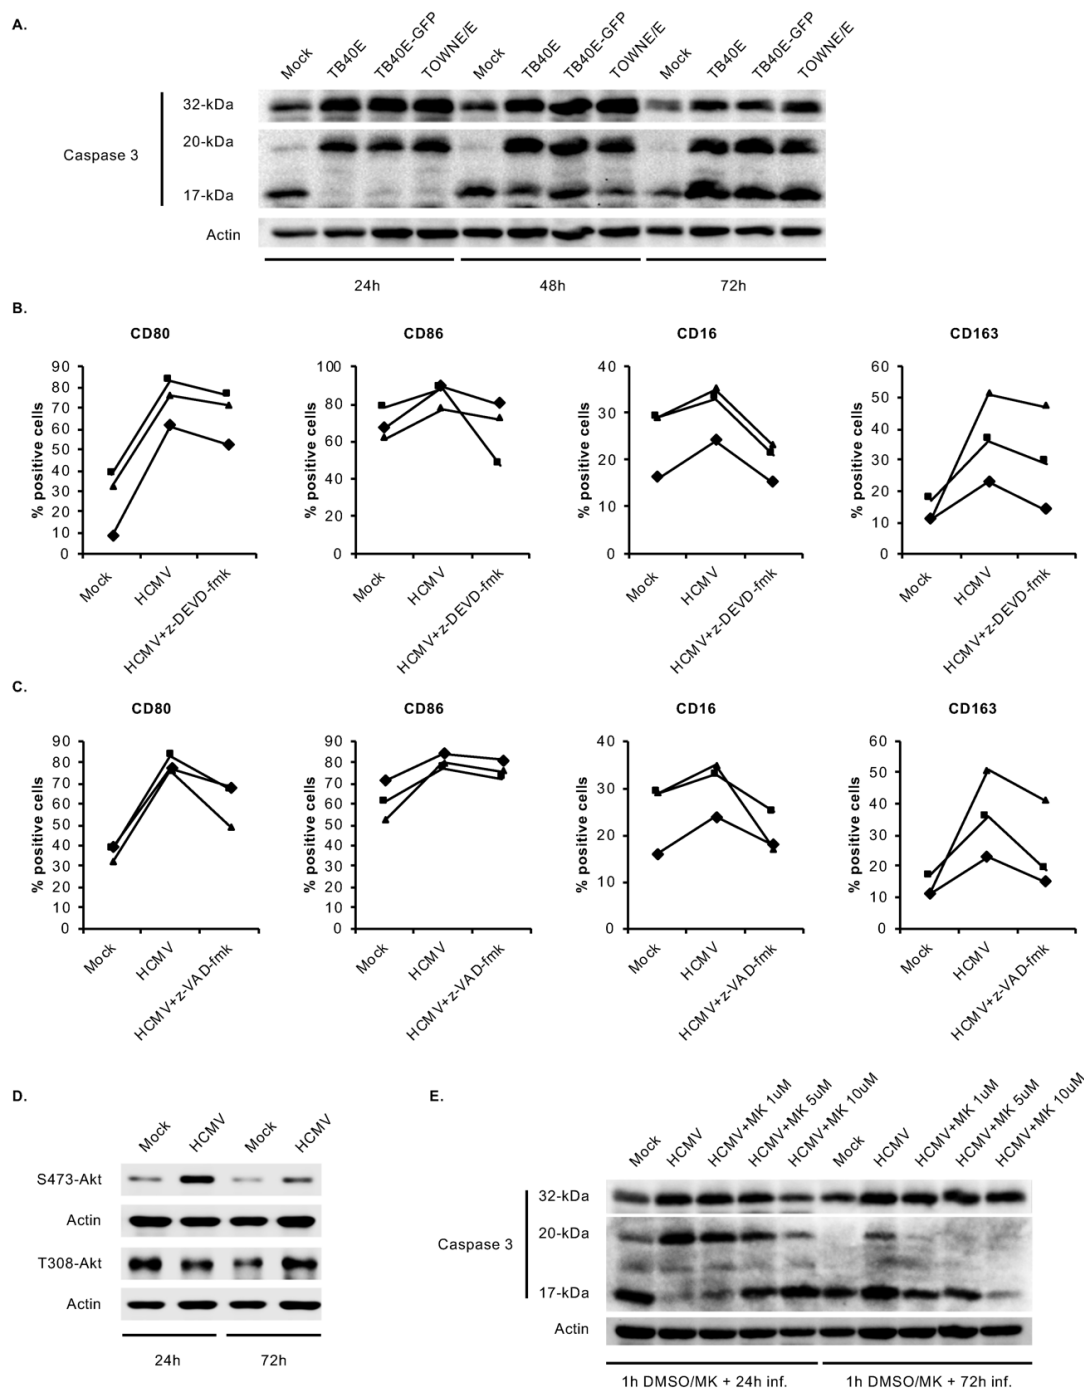 A.
Mock TB40E TB40E-GFP TOWNE/E Mock TB40E TB40E-GFP TOWNE/E Mock TB40E TB40E-GFP TOWNE/E
32-kDa
20-kDa
Caspase 3
17-kDa
Actin
24h 48h 72h
B.
CD80 CD86 CD16 CD163
% positive cells % positive cells % positive cells % positive cells
90 80 70 60 50 40 30 20 10 0
100 80 60 40 20 0
40 30 20 10 0
60 50 40 30 20 10 0
Mock HCMV HCMV+z-DEVD-fmk Mock HCMV HCMV+z-DEVD-fmk Mock HCMV HCMV+z-DEVD-fmk Mock HCMV HCMV+z-DEVD-fmk
C.
CD80 CD86 CD16 CD163
% positive cells % positive cells % positive cells % positive cells
90 80 70 60 50 40 30 20 10 0
90 80 70 60 50 40 30 20 10 0
40 30 20 10 0
60 50 40 30 20 10 0
Mock HCMV HCMV+z-VAD-fmk Mock HCMV HCMV+z-VAD-fmk Mock HCMV HCMV+z-VAD-fmk Mock HCMV HCMV+z-VAD-fmk
D.
Mock HCMV Mock HCMV
S473-Akt
Actin
T308-Akt
Actin
24h 72h
E.
Mock HCMV HCMV+MK 1uM HCMV+MK 5uM HCMV+MK 10uM Mock HCMV HCMV+MK 1uM HCMV+MK 5uM HCMV+MK 10uM
32-kDa
20-kDa
Caspase 3
17-kDa
Actin
1h DMSO/MK + 24h inf. 1h DMSO/MK + 72h inf.